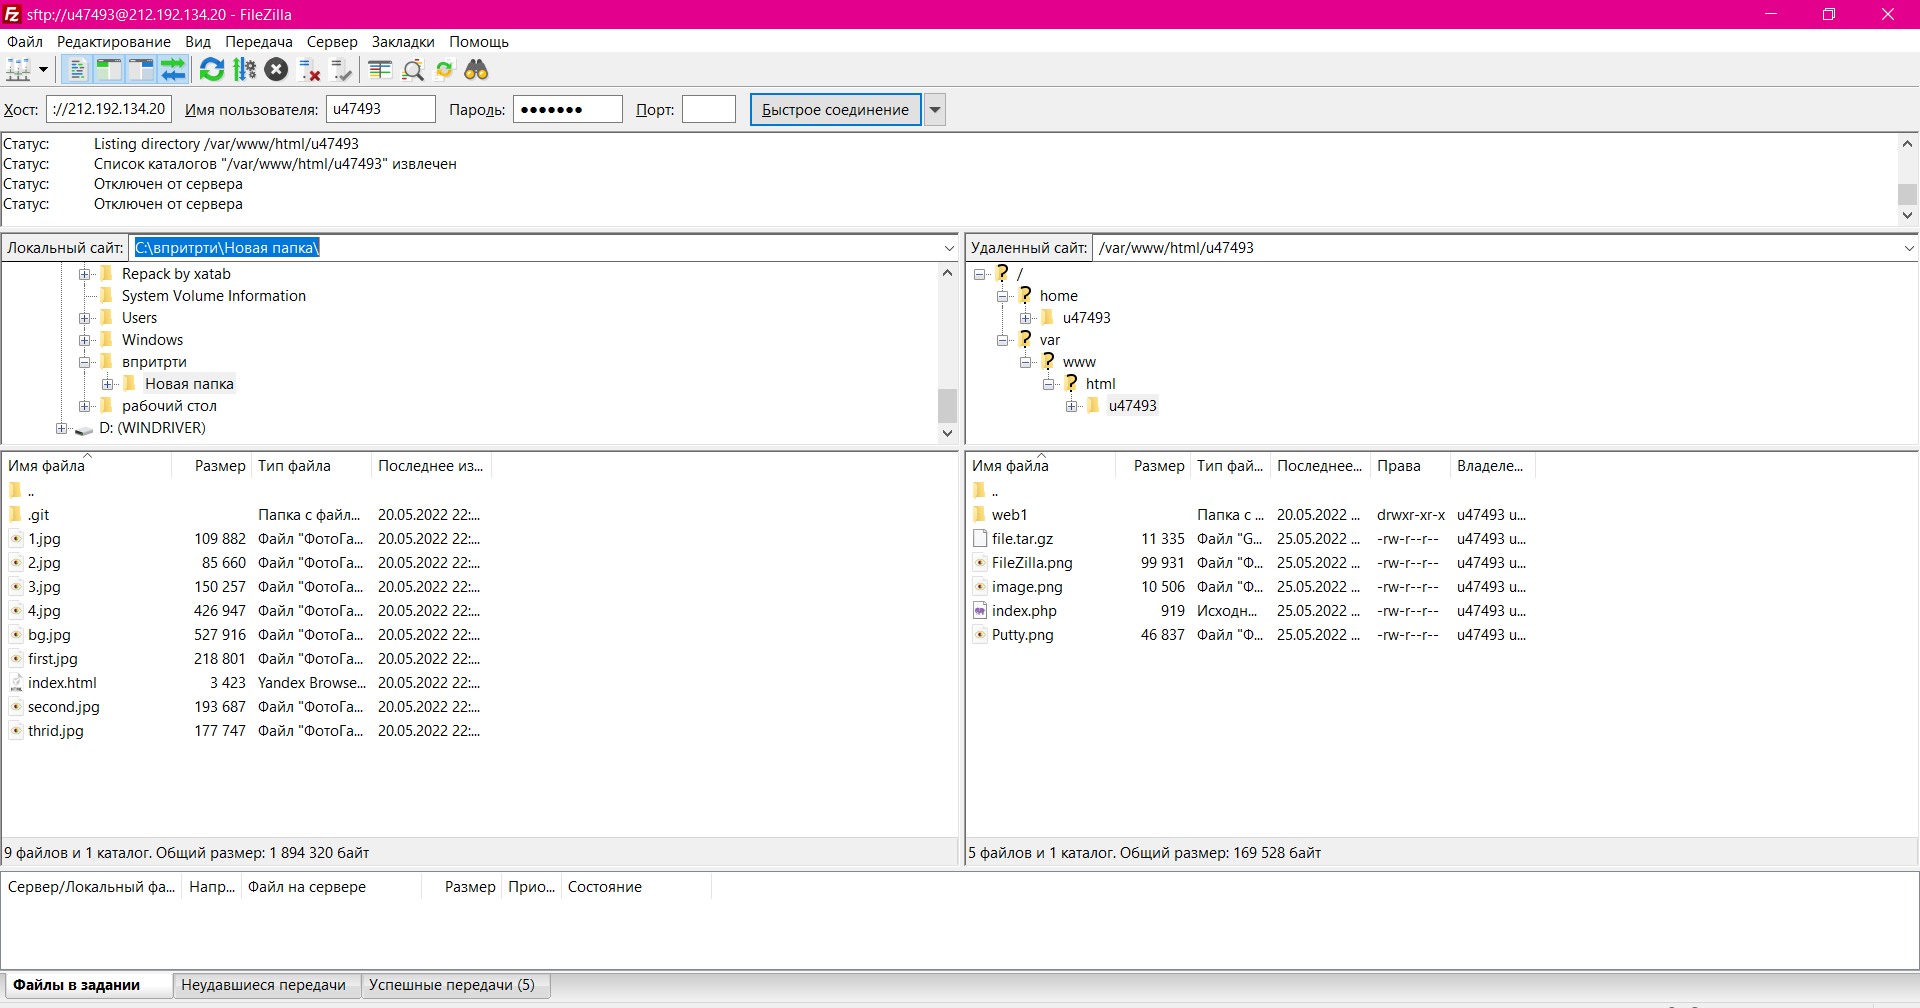 sftp://u47493@212.192.134.20 - FileZilla
Файл Редактирование Вид Передача Сервер Закладки Помощь
Хост: ://212.192.134.20 Имя пользователя: u47493 Пароль: ●●●●●●● Порт: Быстрое соединение
Статус: Listing directory /var/www/html/u47493
Статус: Список каталогов "/var/www/html/u47493" извлечен
Статус: Отключен от сервера
Статус: Отключен от сервера
Локальный сайт: C:\впритрти\Новая папка\
Repack by xatab
System Volume Information
Users
Windows
впритрти
Новая папка
рабочий стол
D: (WINDRIVER)
Удаленный сайт: /var/www/html/u47493
/
home
u47493
var
www
html
u47493
Имя файла Размер Тип файла Последнее из...
..
.git Папка с файл... 20.05.2022 22:...
1.jpg 109 882 Файл "ФотоГа... 20.05.2022 22:...
2.jpg 85 660 Файл "ФотоГа... 20.05.2022 22:...
3.jpg 150 257 Файл "ФотоГа... 20.05.2022 22:...
4.jpg 426 947 Файл "ФотоГа... 20.05.2022 22:...
bg.jpg 527 916 Файл "ФотоГа... 20.05.2022 22:...
first.jpg 218 801 Файл "ФотоГа... 20.05.2022 22:...
index.html 3 423 Yandex Browse... 20.05.2022 22:...
second.jpg 193 687 Файл "ФотоГа... 20.05.2022 22:...
thrid.jpg 177 747 Файл "ФотоГа... 20.05.2022 22:...
9 файлов и 1 каталог. Общий размер: 1 894 320 байт
Имя файла Размер Тип фай... Последнее... Права Владеле...
..
web1 Папка с ... 20.05.2022 ... drwxr-xr-x u47493 u...
file.tar.gz 11 335 Файл "G... 25.05.2022 ... -rw-r--r-- u47493 u...
FileZilla.png 99 931 Файл "Ф... 25.05.2022 ... -rw-r--r-- u47493 u...
image.png 10 506 Файл "Ф... 25.05.2022 ... -rw-r--r-- u47493 u...
index.php 919 Исходн... 25.05.2022 ... -rw-r--r-- u47493 u...
Putty.png 46 837 Файл "Ф... 25.05.2022 ... -rw-r--r-- u47493 u...
5 файлов и 1 каталог. Общий размер: 169 528 байт
Сервер/Локальный фа... Напр... Файл на сервере Размер Прио... Состояние
Файлы в задании Неудавшиеся передачи Успешные передачи (5)